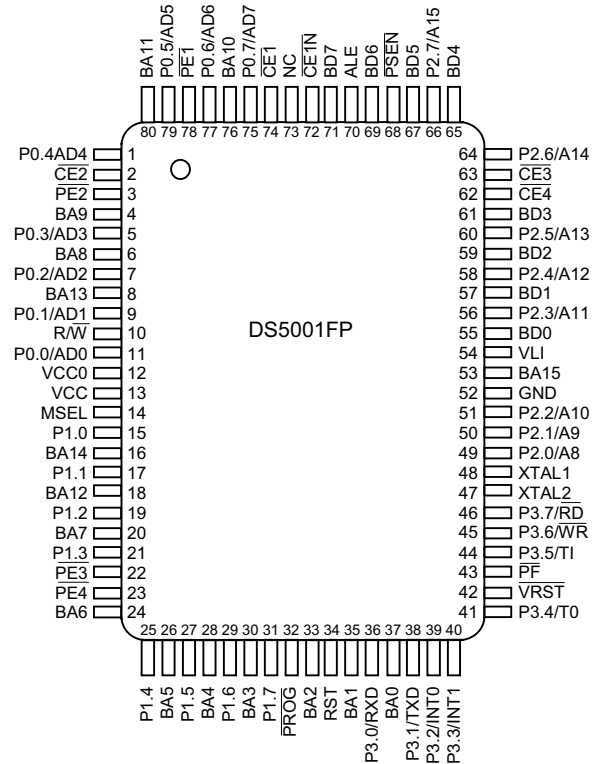 BA11
P0.5/AD5
PE1
P0.6/AD6
BA10
P0.7/AD7
CE1
NC
CE1N
BD7
ALE
BD6
PSEN
BD5
P2.7/A15
BD4
80 79 78 77 76 75 74 73 72 71 70 69 68 67 66 65
P0.4AD4 1
CE2 2
PE2 3
BA9 4
P0.3/AD3 5
BA8 6
P0.2/AD2 7
BA13 8
P0.1/AD1 9
R/W 10
P0.0/AD0 11
VCC0 12
VCC 13
MSEL 14
P1.0 15
BA14 16
P1.1 17
BA12 18
P1.2 19
BA7 20
P1.3 21
PE3 22
PE4 23
BA6 24
DS5001FP
64 P2.6/A14
63 CE3
62 CE4
61 BD3
60 P2.5/A13
59 BD2
58 P2.4/A12
57 BD1
56 P2.3/A11
55 BD0
54 VLI
53 BA15
52 GND
51 P2.2/A10
50 P2.1/A9
49 P2.0/A8
48 XTAL1
47 XTAL2
46 P3.7/RD
45 P3.6/WR
44 P3.5/TI
43 PF
42 VRST
41 P3.4/T0
25 26 27 28 29 30 31 32 33 34 35 36 37 38 39 40
P1.4
BA5
P1.5
BA4
P1.6
BA3
P1.7
PROG
BA2
RST
BA1
P3.0/RXD
BA0
P3.1/TXD
P3.2/INT0
P3.3/INT1